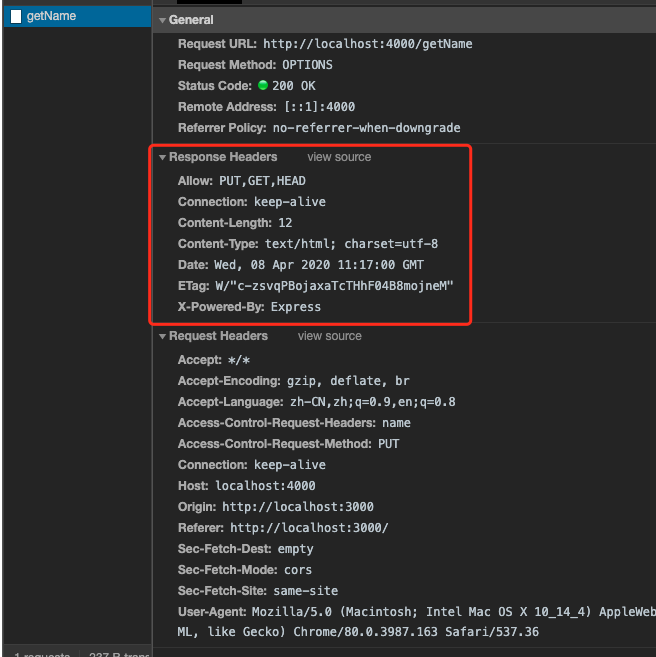 getName
General
Request URL: http://localhost:4000/getName
Request Method: OPTIONS
Status Code: 200 OK
Remote Address: [::1]:4000
Referrer Policy: no-referrer-when-downgrade
Response Headers view source
Allow: PUT,GET,HEAD
Connection: keep-alive
Content-Length: 12
Content-Type: text/html; charset=utf-8
Date: Wed, 08 Apr 2020 11:17:00 GMT
ETag: W/"c-zsvqPBojaxaTcTHhF04B8mojneM"
X-Powered-By: Express
Request Headers view source
Accept: */*
Accept-Encoding: gzip, deflate, br
Accept-Language: zh-CN,zh;q=0.9,en;q=0.8
Access-Control-Request-Headers: name
Access-Control-Request-Method: PUT
Connection: keep-alive
Host: localhost:4000
Origin: http://localhost:3000
Referer: http://localhost:3000/
Sec-Fetch-Dest: empty
Sec-Fetch-Mode: cors
Sec-Fetch-Site: same-site
User-Agent: Mozilla/5.0 (Macintosh; Intel Mac OS X 10_14_4) AppleWeb
ML, like Gecko) Chrome/80.0.3987.163 Safari/537.36